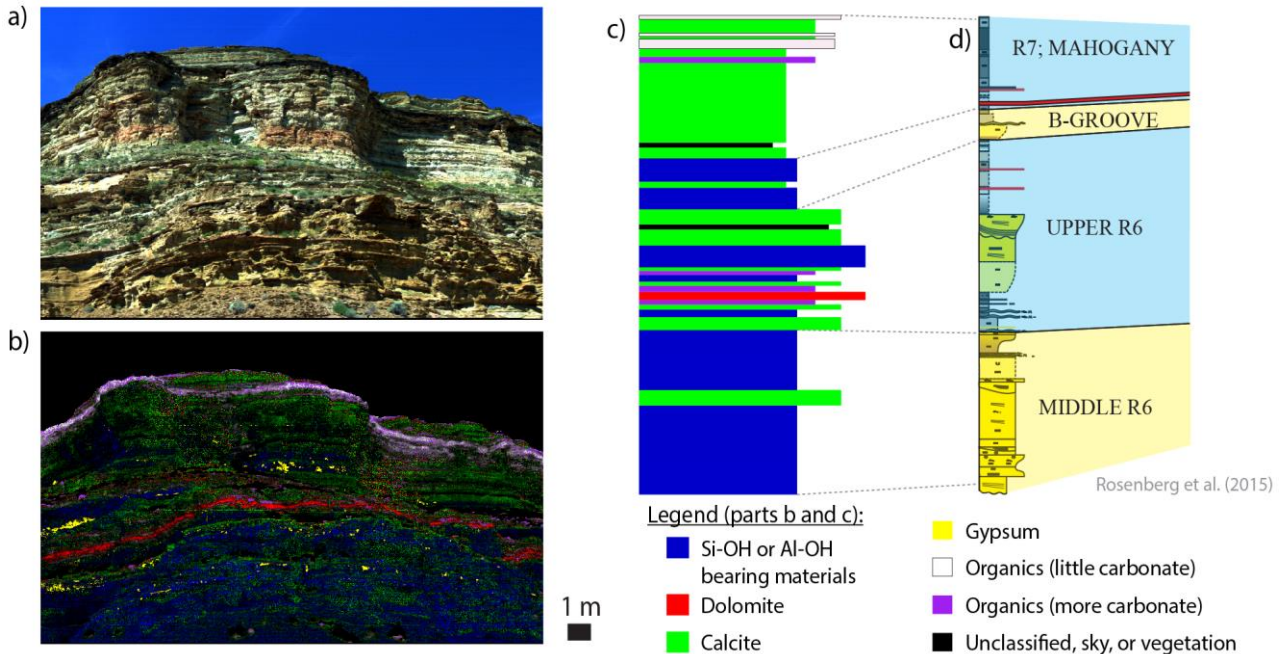 a)
b)
c)
d)
R7; MAHOGANY
B-GROOVE
UPPER R6
MIDDLE R6
Rosenberg et al. (2015)
1 m
Legend (parts b and c):
Si-OH or Al-OH
bearing materials
Dolomite
Calcite
Gypsum
Organics (little carbonate)
Organics (more carbonate)
Unclassified, sky, or vegetation